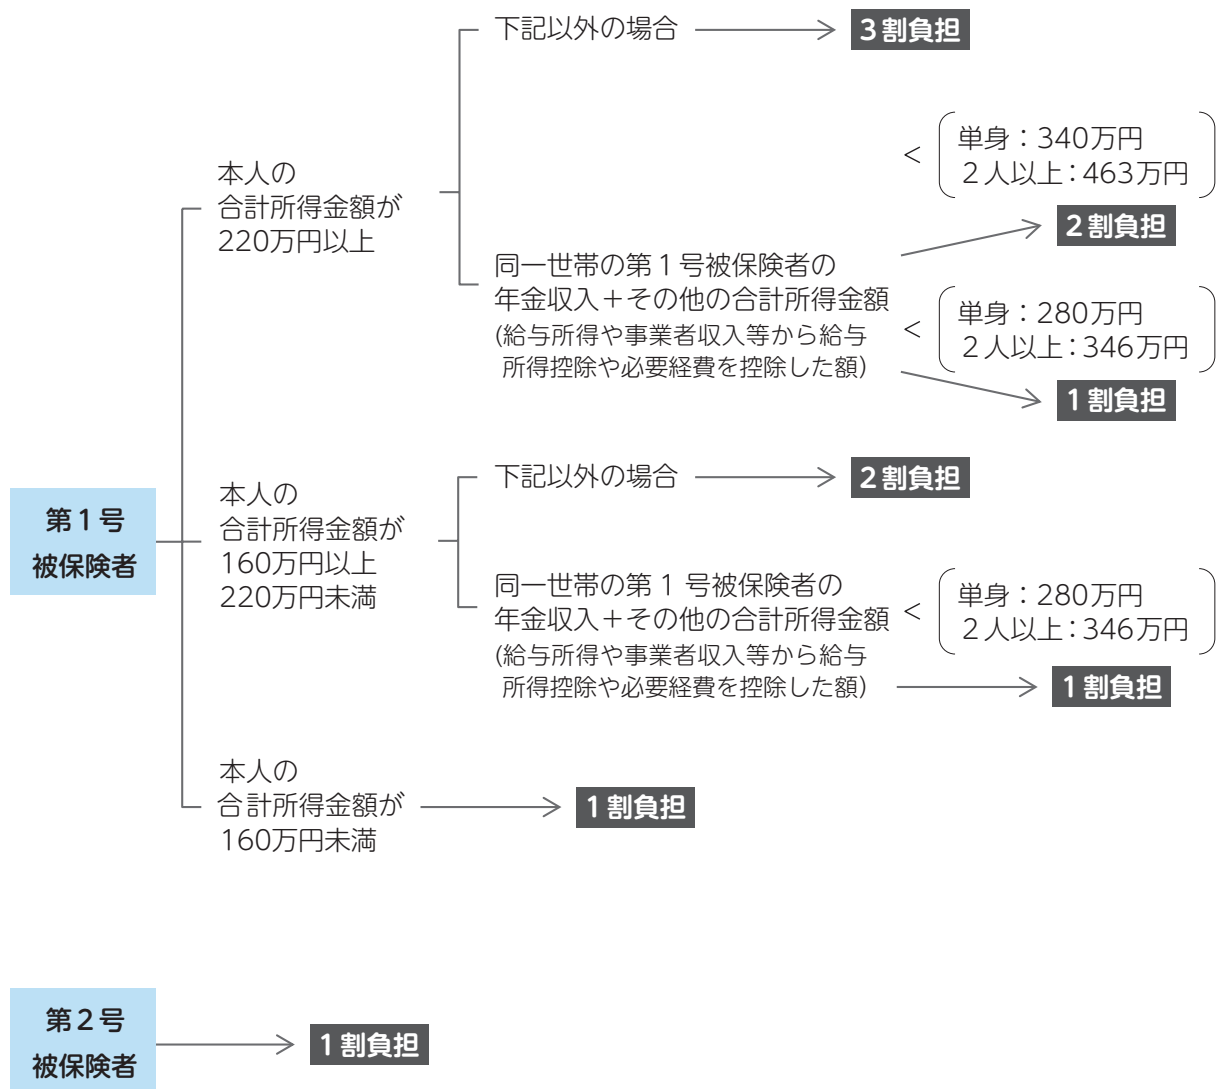 下記以外の場合
3割負担
本人の
合計所得金額が
220万円以上
同一世帯の第1号被保険者の
年金収入+その他の合計所得金額
(給与所得や事業者収入等から給与
所得控除や必要経費を控除した額)
<
単身:340万円
2人以上:463万円
2割負担
<
単身:280万円
2人以上:346万円
1割負担
第1号
被保険者
本人の
合計所得金額が
160万円以上
220万円未満
下記以外の場合
2割負担
同一世帯の第1号被保険者の
年金収入+その他の合計所得金額
(給与所得や事業者収入等から給与
所得控除や必要経費を控除した額)
<
単身:280万円
2人以上:346万円
1割負担
本人の
合計所得金額が
160万円未満
1割負担
第2号
被保険者
1割負担